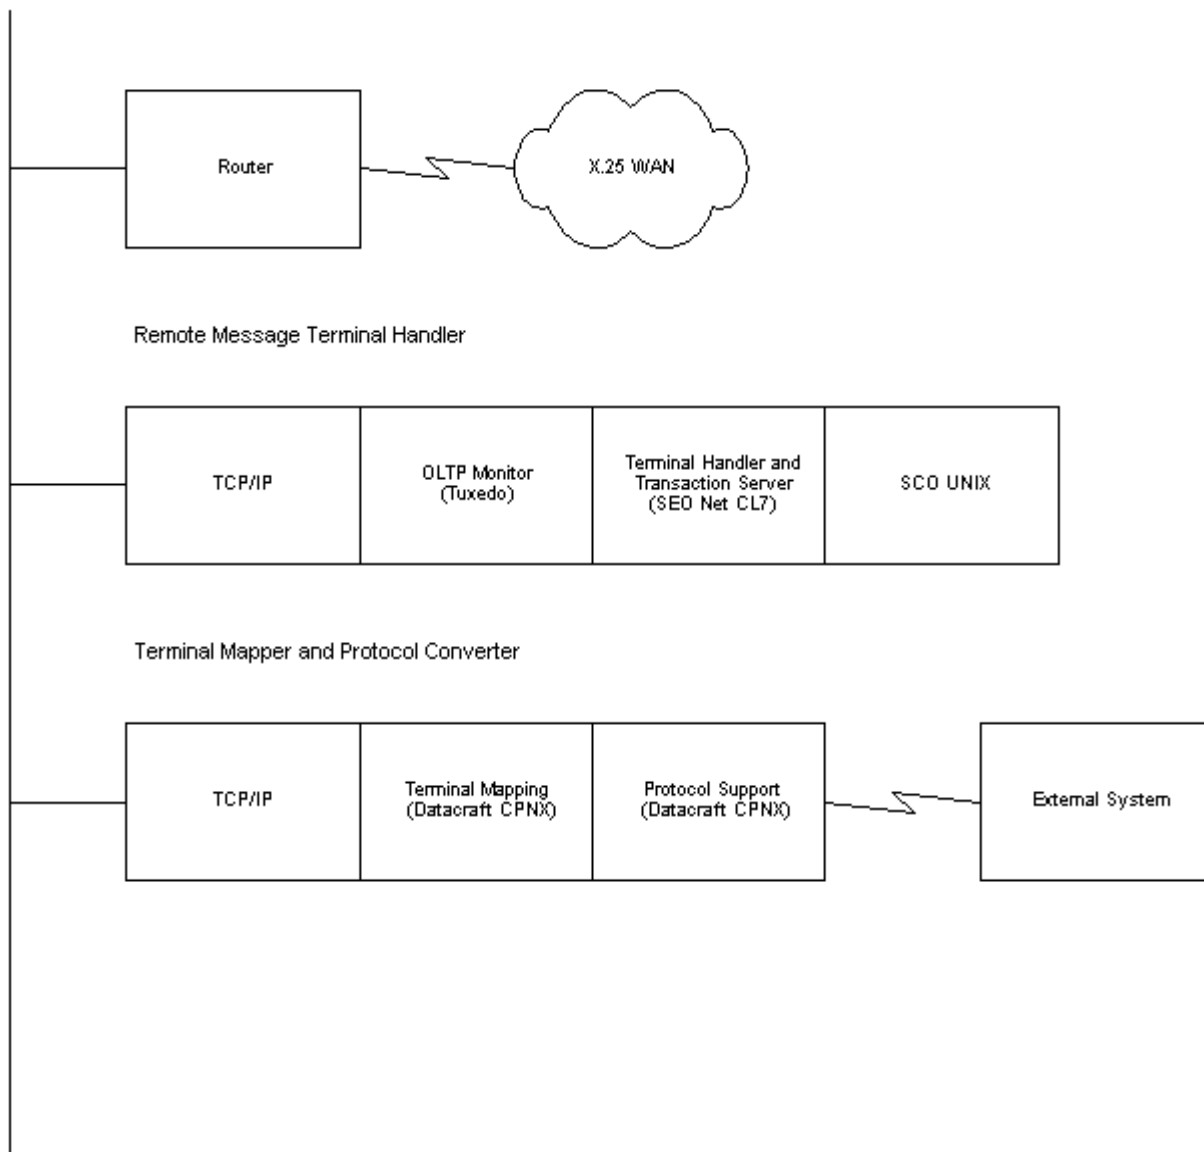 Router
X.25 WAN
Remote Message Terminal Handler
TCP/IP
OLTP Monitor
(Tuxedo)
Terminal Handler and
Transaction Server
(SEO Net CL7)
SCO UNIX
Terminal Mapper and Protocol Converter
TCP/IP
Terminal Mapping
(Datacraft CPNX)
Protocol Support
(Datacraft CPNX)
External System